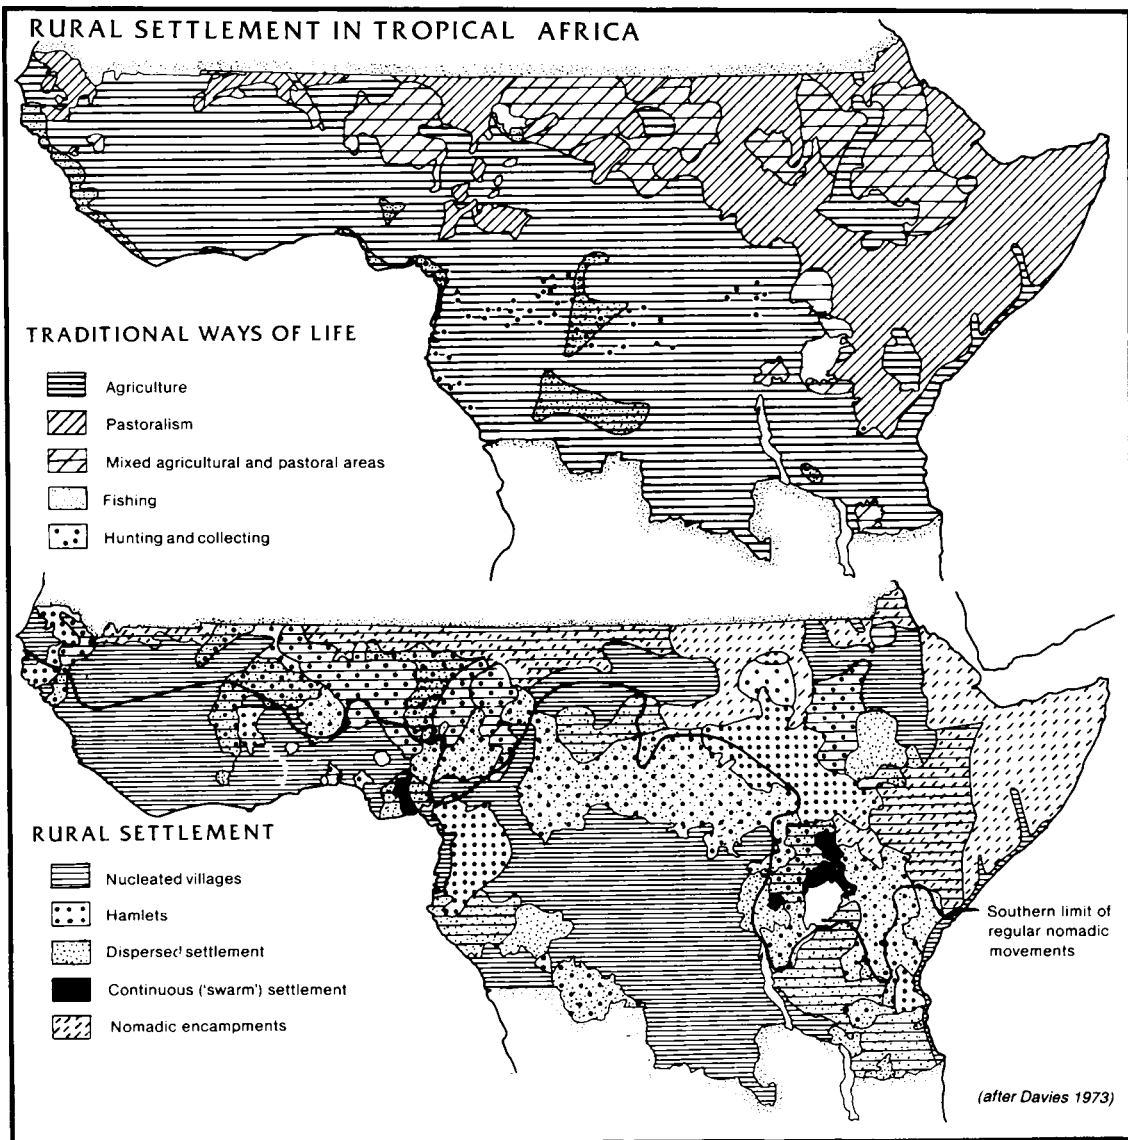 RURAL SETTLEMENT IN TROPICAL AFRICA
TRADITIONAL WAYS OF LIFE
Agriculture
Pastoralism
Mixed agricultural and pastoral areas
Fishing
Hunting and collecting
RURAL SETTLEMENT
Nucleated villages
Hamlets
Dispersed settlement
Continuous ('swarm') settlement
Nomadic encampments
Southern limit of
regular nomadic
movements
(after Davies 1973)